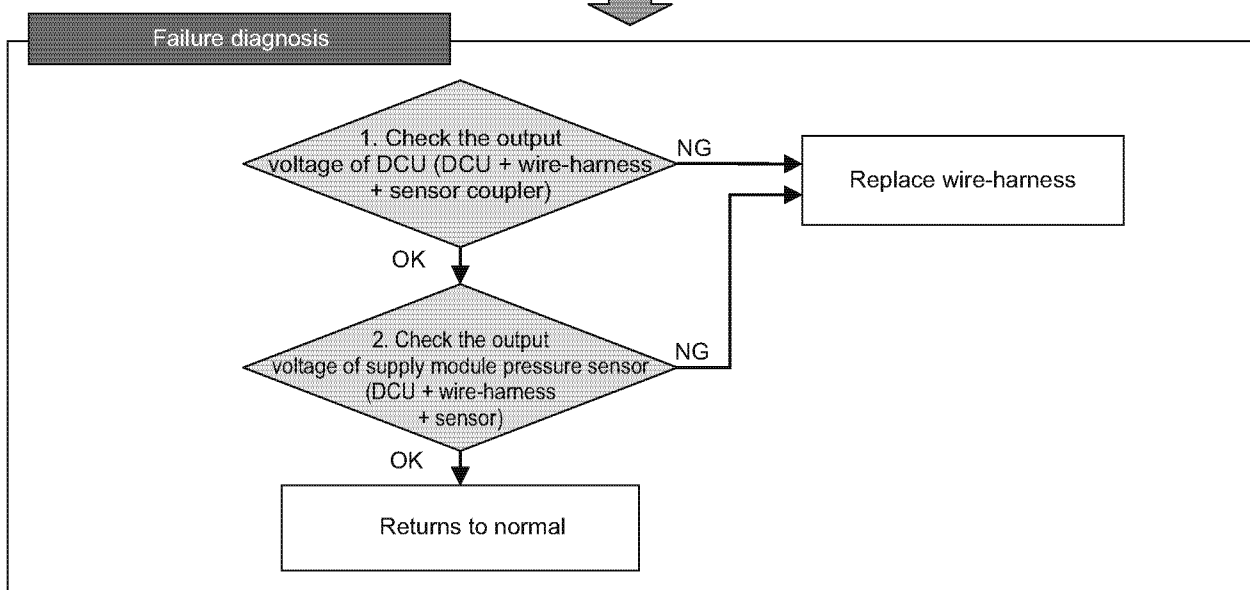 Failure diagnosis
1. Check the output
voltage of DCU (DCU + wire-harness
+ sensor coupler)
NG
Replace wire-harness
OK
2. Check the output
voltage of supply module pressure sensor
(DCU + wire-harness
+ sensor)
NG
OK
Returns to normal